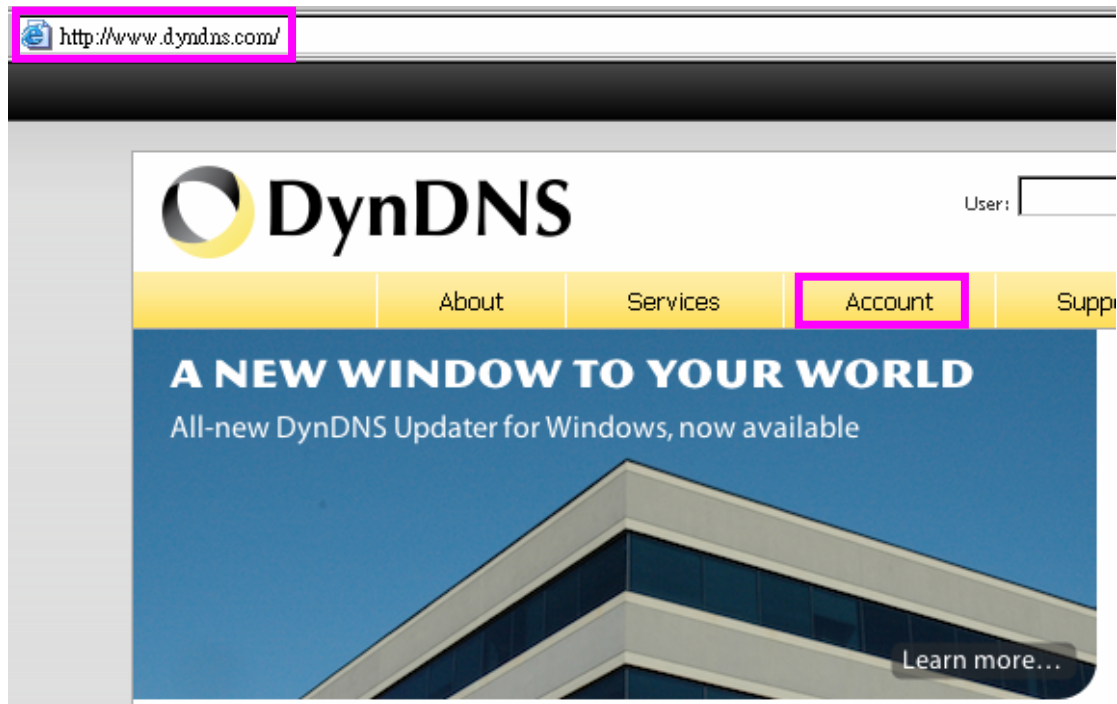 http://www.dyndns.com/
DynDNS
User:
About Services Account Suppo
A NEW WINDOW TO YOUR WORLD
All-new DynDNS Updater for Windows, now available
Learn more...